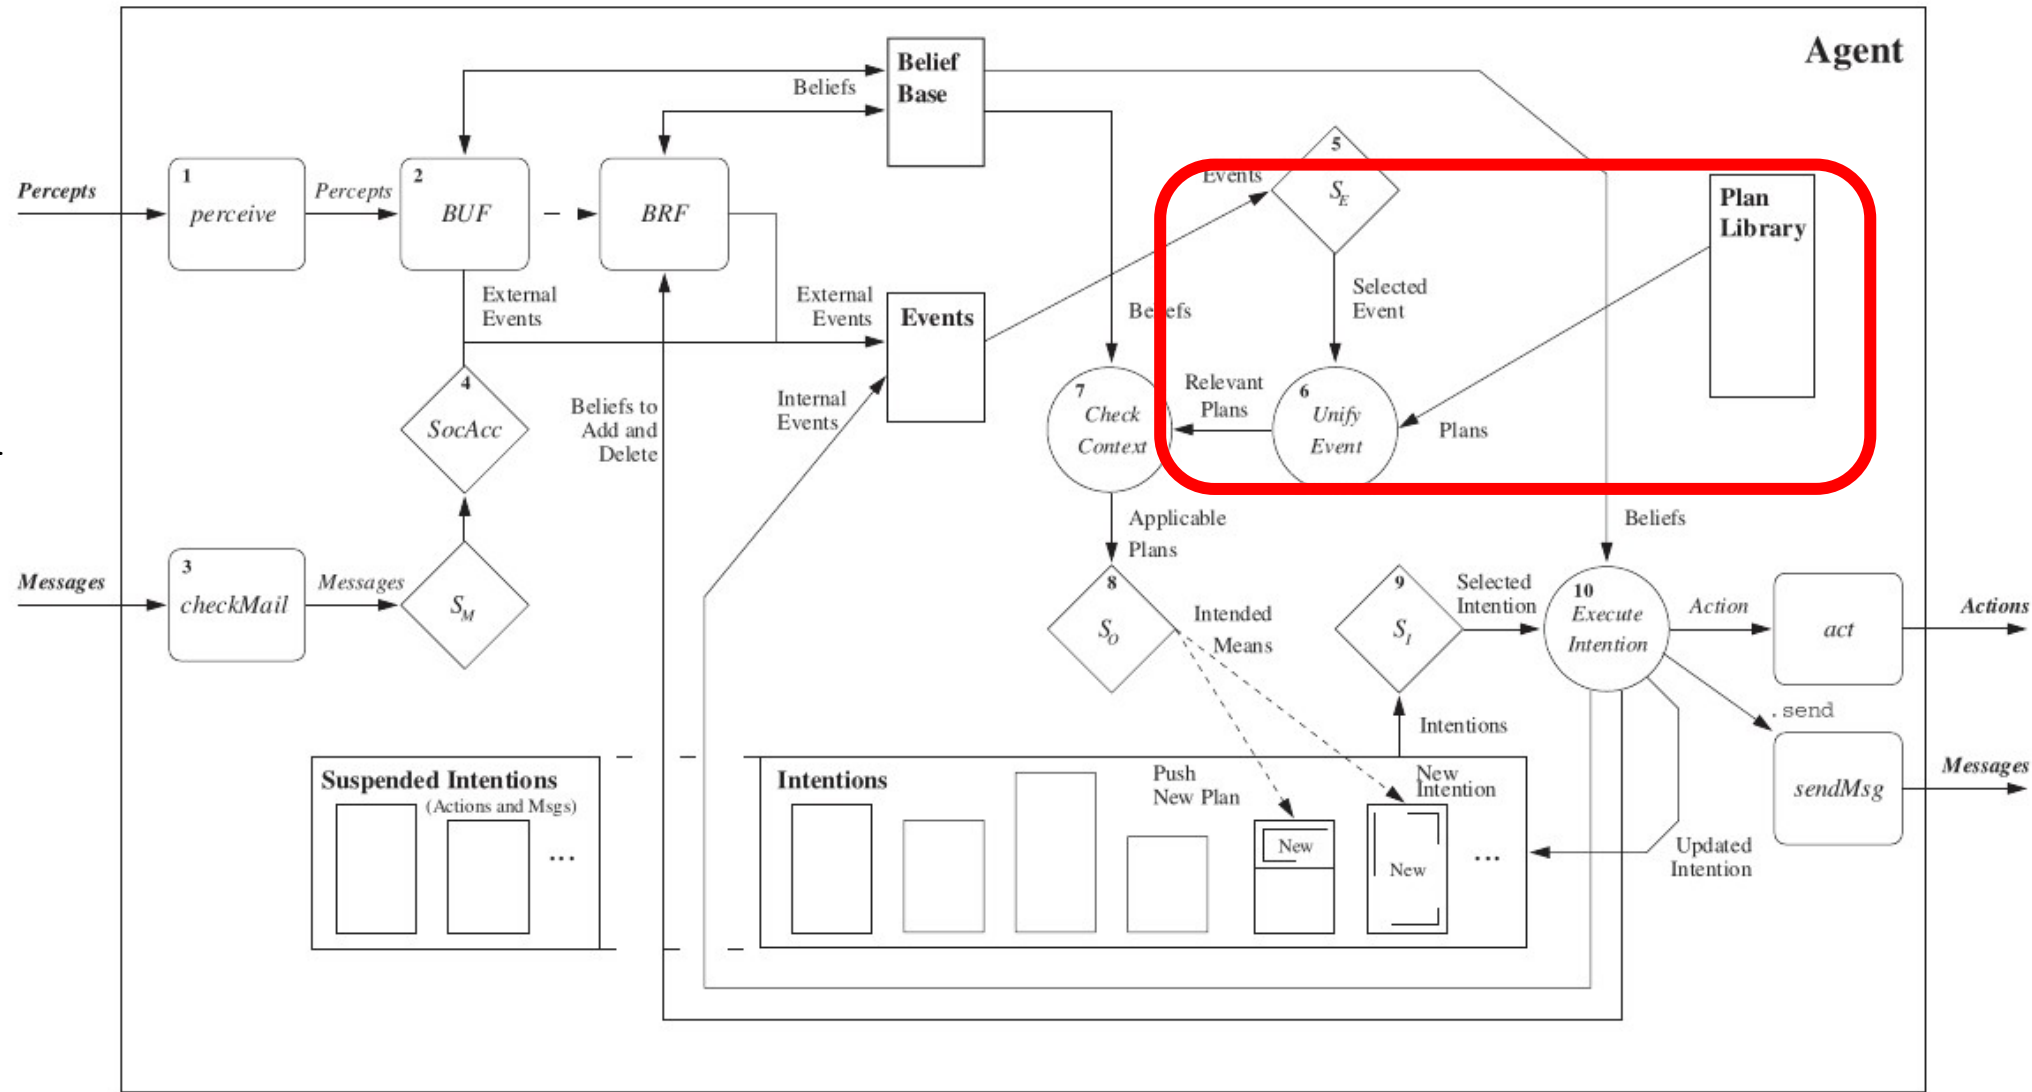 Agent
Belief
Base
Beliefs
5
S_E
Events
Plan
Library
Percepts
1
perceive
Percepts
2
BUF
BRF
External
Events
External
Events
Events
Beliefs
Selected
Event
4
SocAcc
Beliefs to
Add and
Delete
Internal
Events
7
Check
Context
Relevant
Plans
6
Unify
Event
Plans
Applicable
Plans
Beliefs
Messages
3
checkMail
Messages
S_M
8
S_O
Intended
Means
9
S_I
Selected
Intention
10
Execute
Intention
Action
act
Actions
.send
sendMsg
Messages
Intentions
Suspended Intentions
(Actions and Msgs)
...
Intentions
Push
New Plan
New
Intention
New
New
...
Updated
Intention